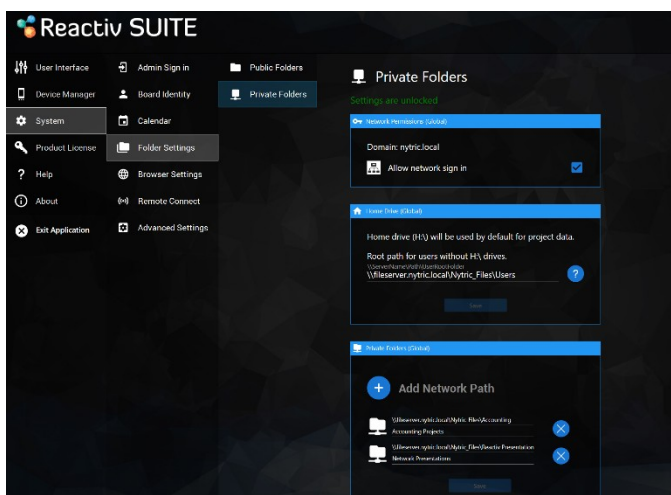 Reactiv SUITE
User Interface
Device Manager
System
Product License
Help
About
Exit Application
Admin Sign in
Board Identity
Calendar
Folder Settings
Browser Settings
Remote Connect
Advanced Settings
Public Folders
Private Folders
Private Folders
Settings are unlocked
Network Permissions (Global)
Domain: nytric.local
Allow network sign in
Home Drive (Global)
Home drive (H:\) will be used by default for project data.
Root path for users without H:\ drives.
\\ServerName\Path\UserRootFolder
\\fileserver.nytric.local\Nytric_Files\Users
?
Save
Private Folders (Global)
Add Network Path
\\fileserver.nytric.local\Nytric_Files\Accounting
Accounting Projects
\\fileserver.nytric.local\Nytric_Files\Reactiv Presentation
Network Presentations
Save